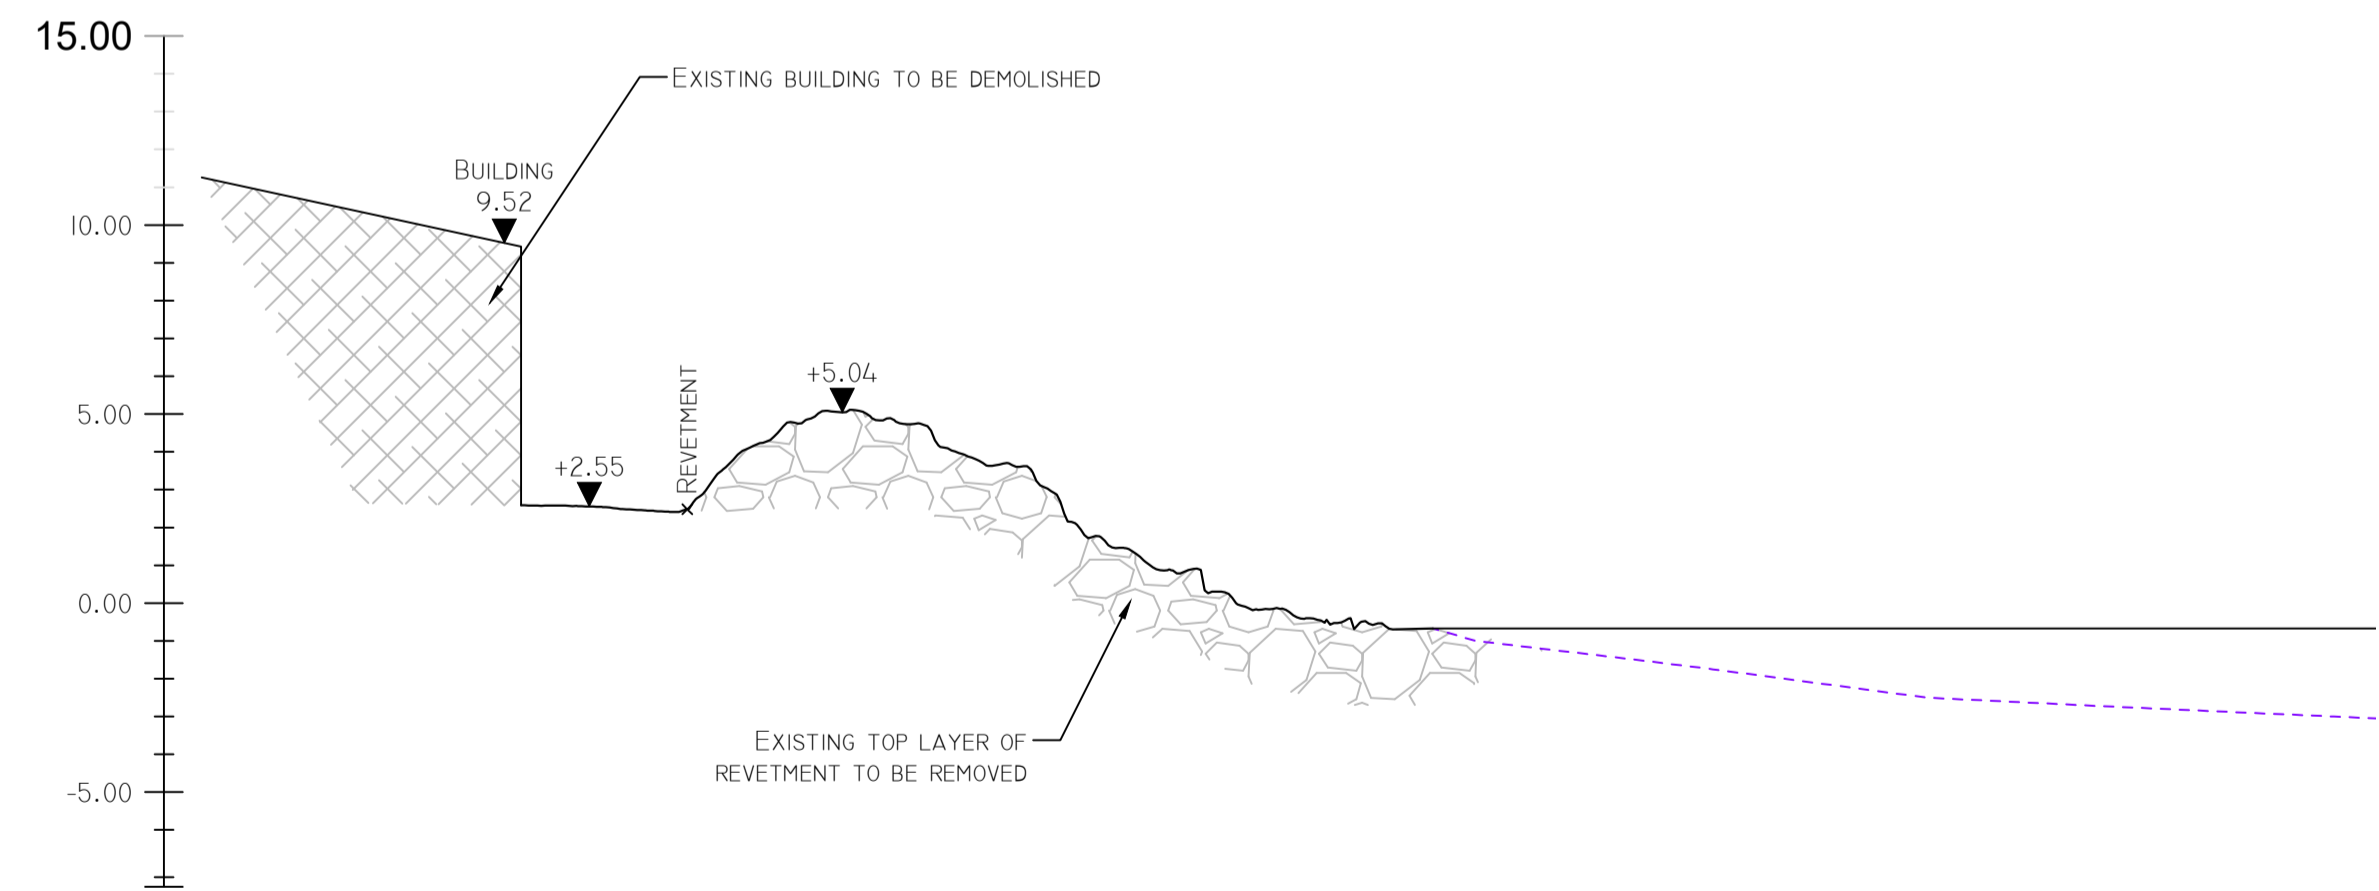 15.00
EXISTING BUILDING TO BE DEMOLISHED
BUILDING
9.52
10.00
REVETMENT
+5.04
5.00
+2.55
0.00
EXISTING TOP LAYER OF
REVETMENT TO BE REMOVED
-5.00